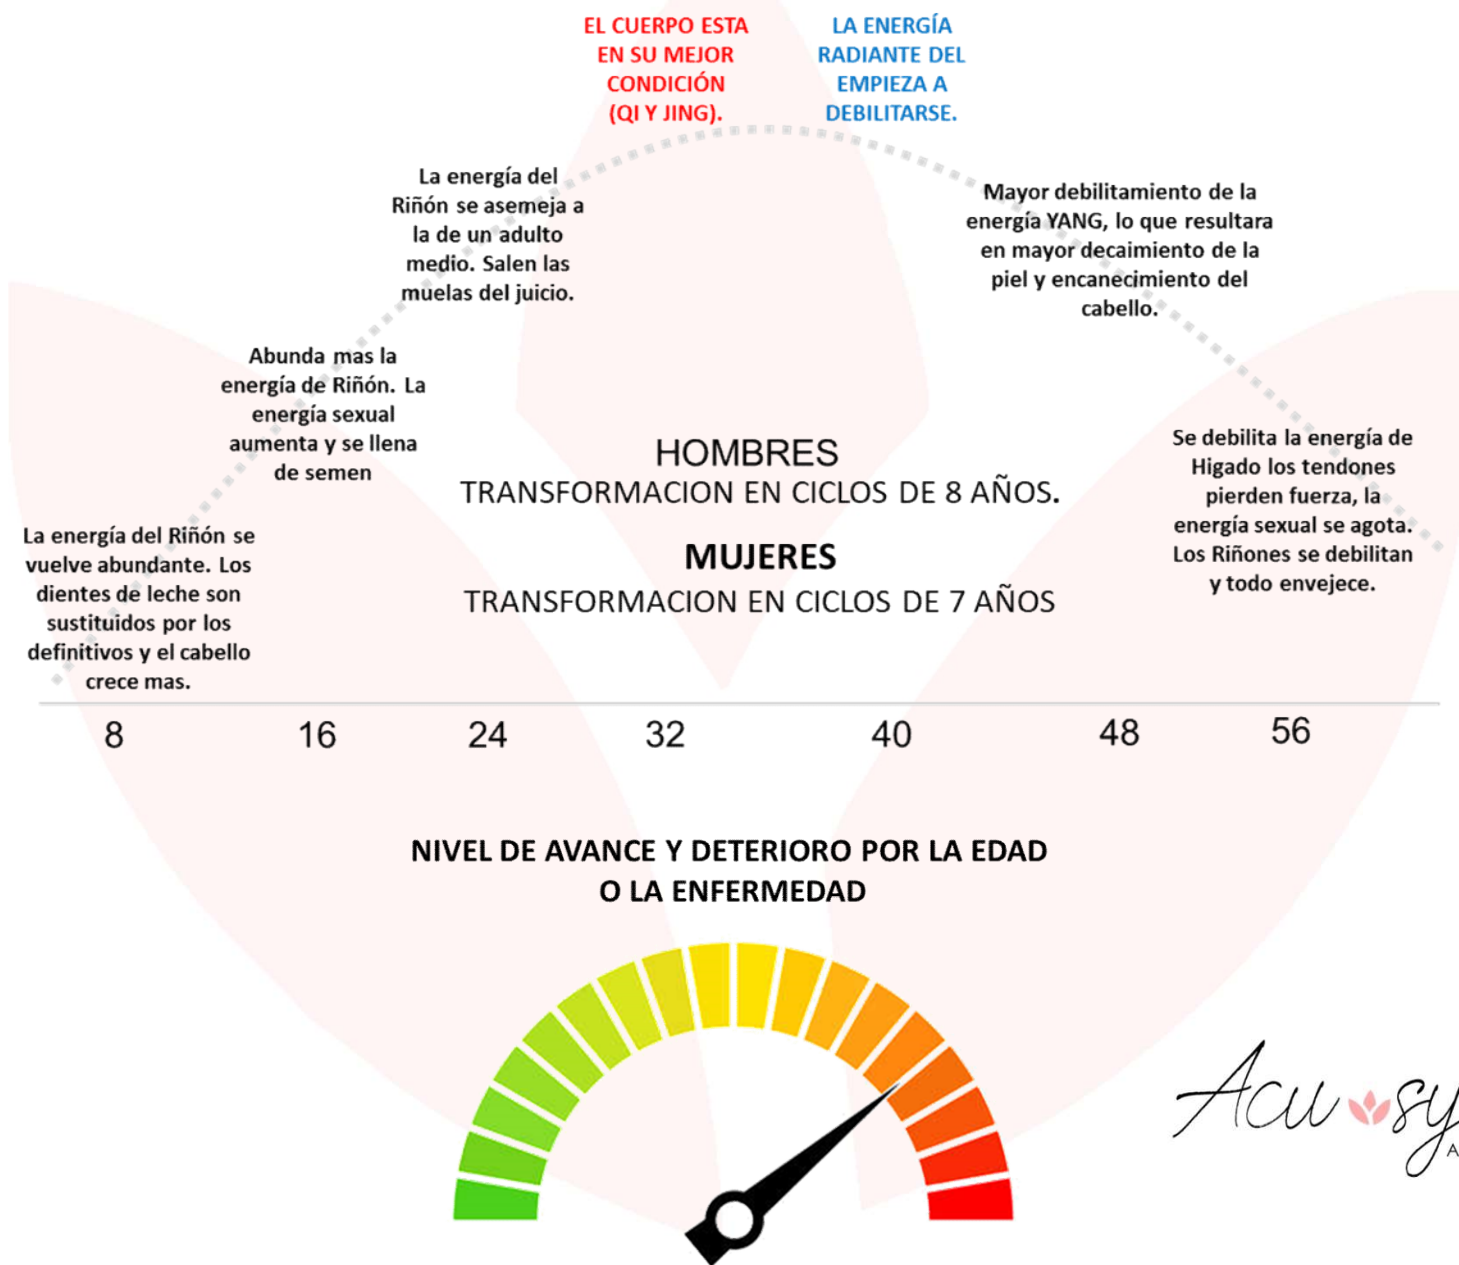 EL CUERPO ESTA
EN SU MEJOR
CONDICIÓN
(QI Y JING).
LA ENERGÍA
RADIANTE DEL
EMPIEZA A
DEBILITARSE.
La energía del
Riñón se asemeja a
la de un adulto
medio. Salen las
muelas del juicio.
Mayor debilitamiento de la
energía YANG, lo que resultara
en mayor decaimiento de la
piel y encanecimiento del
cabello.
Abunda mas la
energía de Riñón. La
energía sexual
aumenta y se llena
de semen
HOMBRES
TRANSFORMACION EN CICLOS DE 8 AÑOS.
MUJERES
TRANSFORMACION EN CICLOS DE 7 AÑOS
Se debilita la energía de
Higado los tendones
pierden fuerza, la
energía sexual se agota.
Los Riñones se debilitan
y todo envejece.
La energía del Riñón se
vuelve abundante. Los
dientes de leche son
sustituidos por los
definitivos y el cabello
crece mas.
8 16 24 32 40 48 56
NIVEL DE AVANCE Y DETERIORO POR LA EDAD
O LA ENFERMEDAD
Acu sy
A